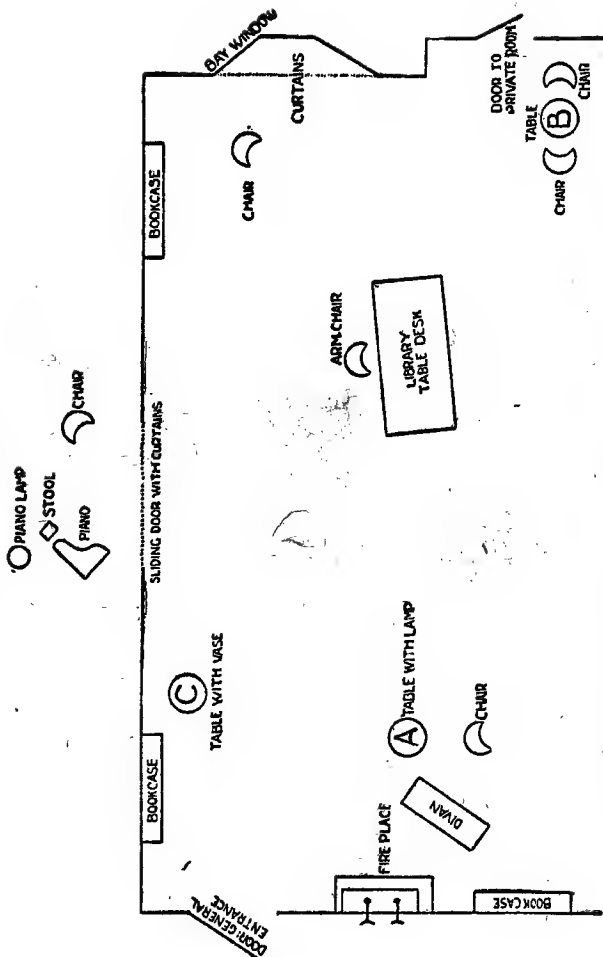 BAY WINDOW
CURTAINS
DOOR TO
PRIVATE ROOM
CHAIR
TABLE
B
CHAIR
CHAIR
BOOKCASE
ARM-CHAIR
LIBRARY
TABLE DESK
CHAIR
PIANO LAMP
STOOL
PIANO
SLIDING DOOR WITH CURTAINS
C
TABLE WITH VASE
A
TABLE WITH LAMP
CHAIR
BOOKCASE
DIVAN
FIRE PLACE
BOOK CASE
DOOR: GENERAL
ENTRANCE